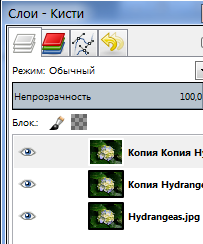 Слои - Кисти
Режим: Обычный
Непрозрачность 100,0
Блок.:
Копия Копия Hy
Копия Hydrange
Hydrangeas.jpg